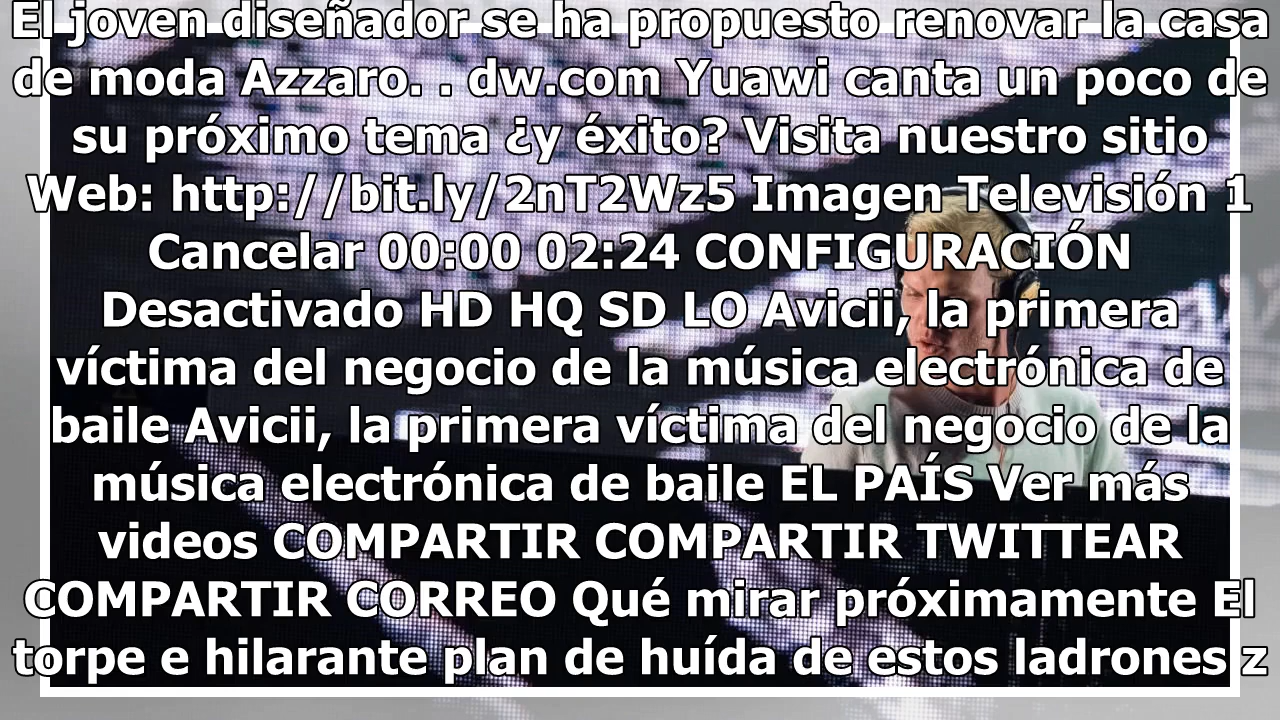 El joven diseñador se ha propuesto renovar la casa
de moda Azzaro. . dw.com Yuawi canta un poco de
su próximo tema ¿y éxito? Visita nuestro sitio
Web: http://bit.ly/2nT2Wz5 Imagen Televisión 1
Cancelar 00:00 02:24 CONFIGURACIÓN
Desactivado HD HQ SD LO Avicii, la primera
víctima del negocio de la música electrónica de
baile Avicii, la primera víctima del negocio de la
música electrónica de baile EL PAÍS Ver más
videos COMPARTIR COMPARTIR TWITTEAR
COMPARTIR CORREO Qué mirar próximamente El
torpe e hilarante plan de huída de estos ladrones z